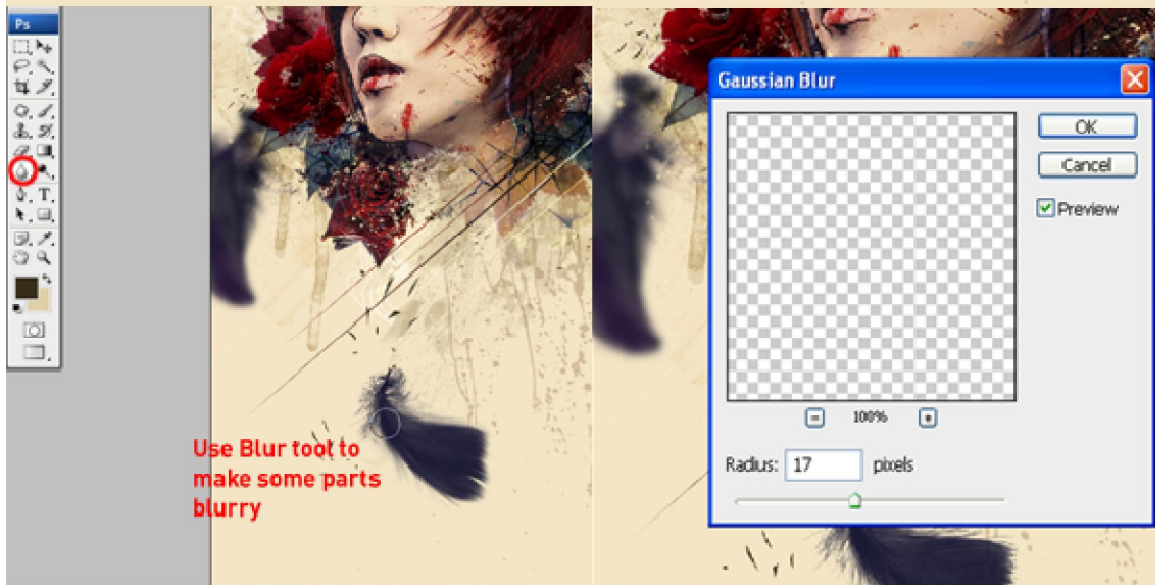 Ps
T
Use Blur tool to
make some parts
blurry
Gaussian Blur
OK
Cancel
Preview
100%
Radius: 17 pixels